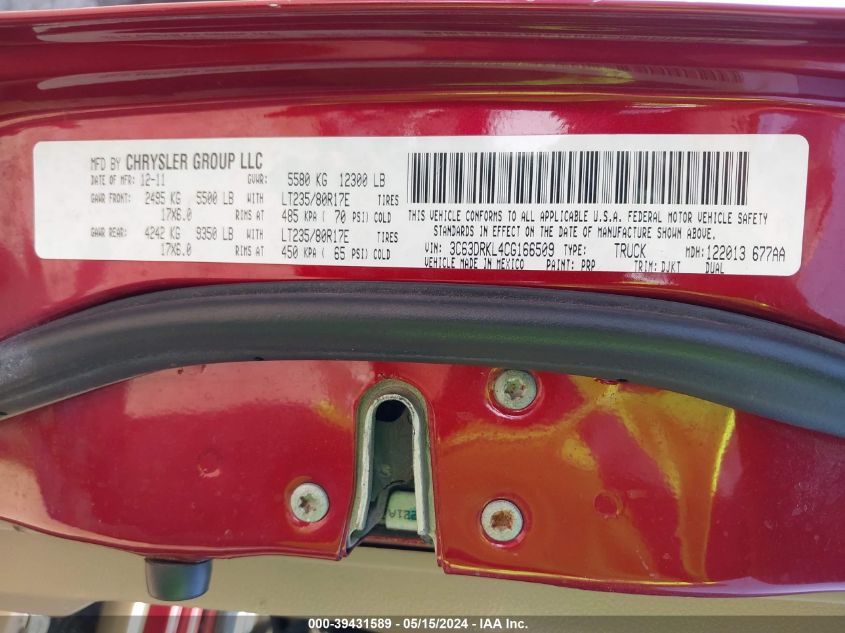 MFD BY CHRYSLER GROUP LLC
DATE OF MFR: 12-11 GVWR: 5580 KG 12300 LB
GAWR FRONT: 2495 KG 5500 LB WITH LT235/80R17E TIRES
17X6.0 RIMS AT 485 KPA ( 70 PSI) COLD
GAWR REAR: 4242 KG 9350 LB WITH LT235/80R17E TIRES
17X6.0 RIMS AT 450 KPA ( 65 PSI) COLD
THIS VEHICLE CONFORMS TO ALL APPLICABLE U.S.A. FEDERAL MOTOR VEHICLE SAFETY
STANDARDS IN EFFECT ON THE DATE OF MANUFACTURE SHOWN ABOVE.
VIN: 3C63DRKL4CG166509 TYPE: TRUCK MDH: 122013 677AA
VEHICLE MADE IN MEXICO PAINT: PRP TRIM: DJKT DUAL
000-39431589 - 05/15/2024 - IAA Inc.